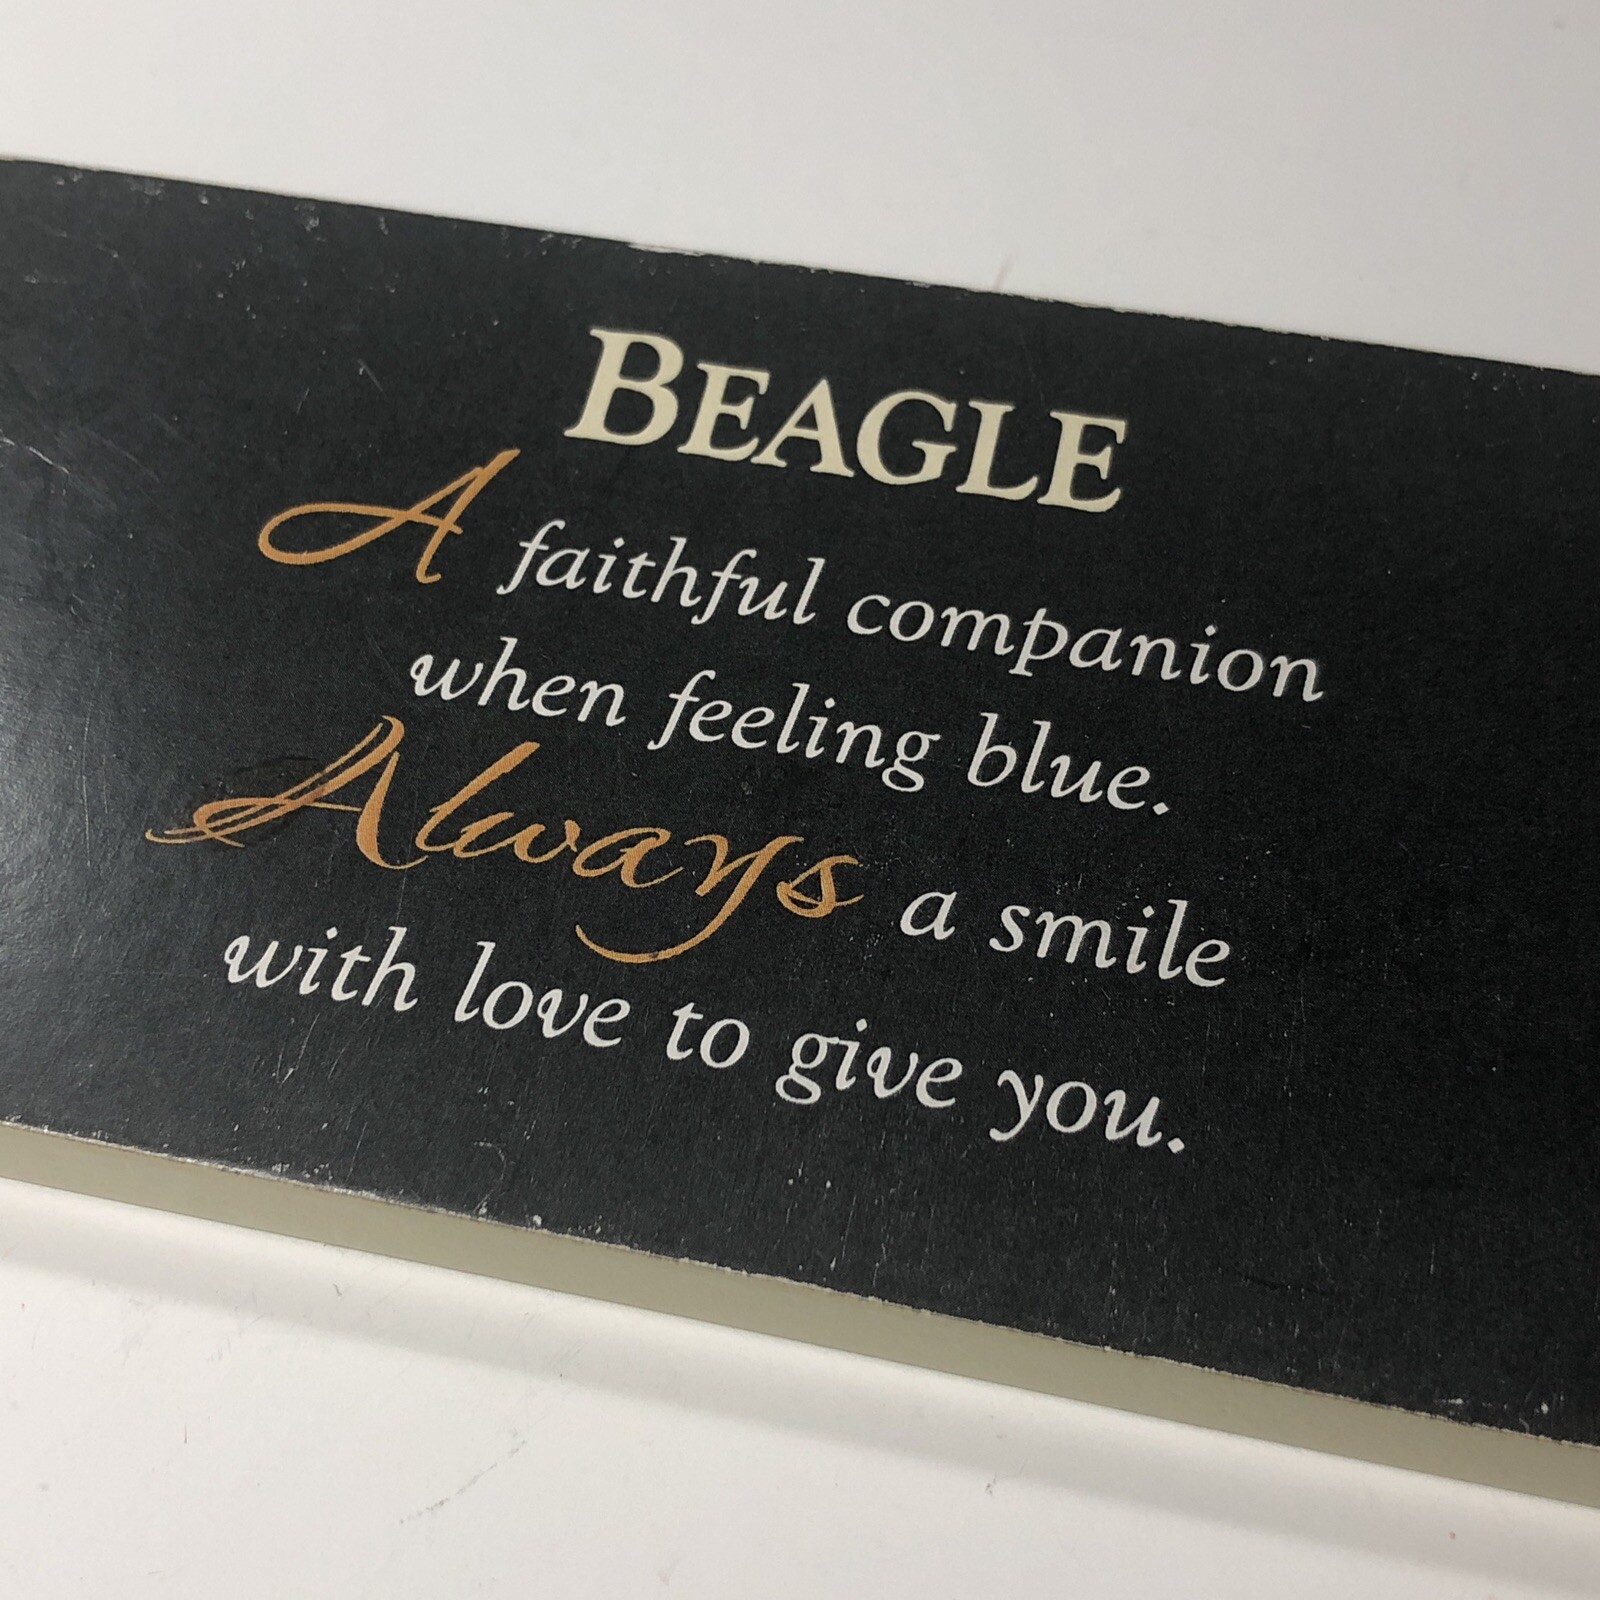 BEAGLE
A faithful companion
when feeling blue.
Always a smile
with love to give you.